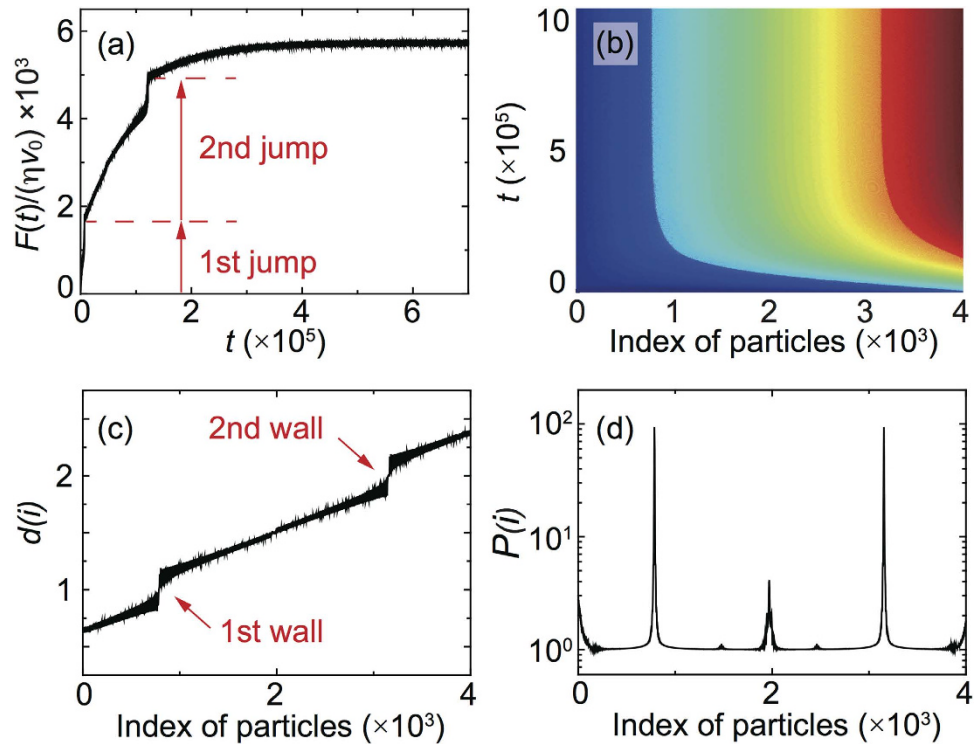 (a)
F(t)/(ηv₀) ×10³
6
4
2
0
2nd jump
1st jump
0 2 4 6
t (×10⁵)
(b)
t (×10⁵)
10
5
0
0 1 2 3 4
Index of particles (×10³)
(c)
d(i)
2
1
2nd wall
1st wall
0 2 4
Index of particles (×10³)
(d)
P(i)
10²
10¹
10⁰
0 2 4
Index of particles (×10³)